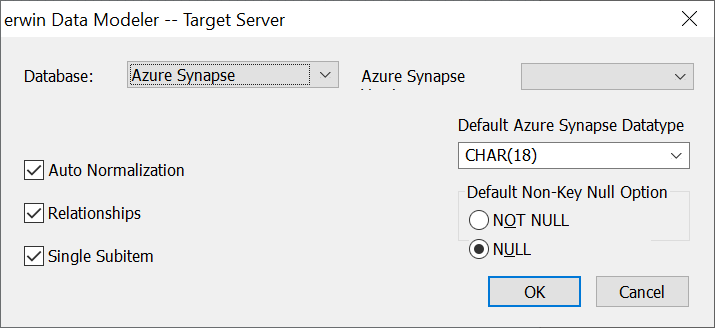 erwin Data Modeler -- Target Server
Database: Azure Synapse Azure Synapse
Default Azure Synapse Datatype
CHAR(18)
Auto Normalization
Default Non-Key Null Option
Relationships
NOT NULL
NULL
Single Subitem
OK Cancel